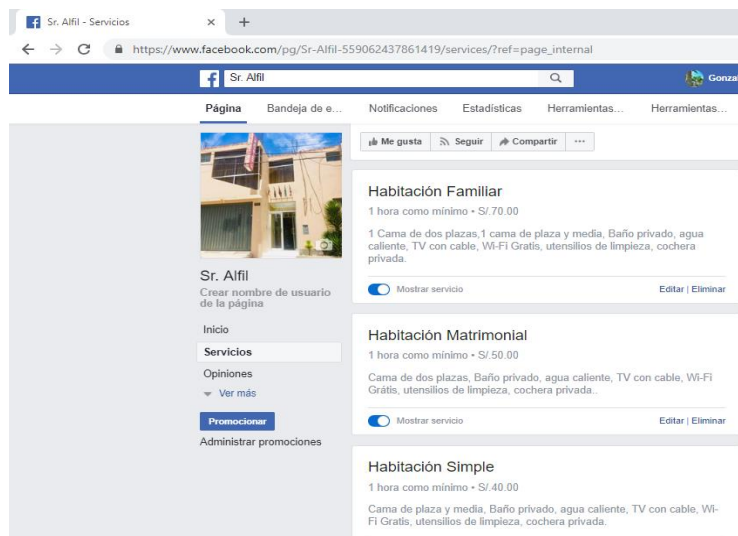 Sr. Alfil - Servicios
https://www.facebook.com/pg/Sr-Alfil-559062437861419/services/?ref=page_internal
Sr. Alfil
Gonza
Página Bandeja de e... Notificaciones Estadísticas Herramientas... Herramientas...
Me gusta Seguir Compartir ...
Habitación Familiar
1 hora como mínimo • S/.70.00
1 Cama de dos plazas,1 cama de plaza y media, Baño privado, agua
caliente, TV con cable, Wi-Fi Gratis, utensilios de limpieza, cochera
privada.
Mostrar servicio Editar | Eliminar
Sr. Alfil
Crear nombre de usuario
de la página
Inicio
Servicios
Opiniones
Ver más
Promocionar
Administrar promociones
Habitación Matrimonial
1 hora como mínimo • S/.50.00
Cama de dos plazas, Baño privado, agua caliente, TV con cable, Wi-Fi
Grátis, utensilios de limpieza, cochera privada..
Mostrar servicio Editar | Eliminar
Habitación Simple
1 hora como mínimo • S/.40.00
Cama de plaza y media, Baño privado, agua caliente, TV con cable, Wi-
Fi Gratis, utensilios de limpieza, cochera privada.